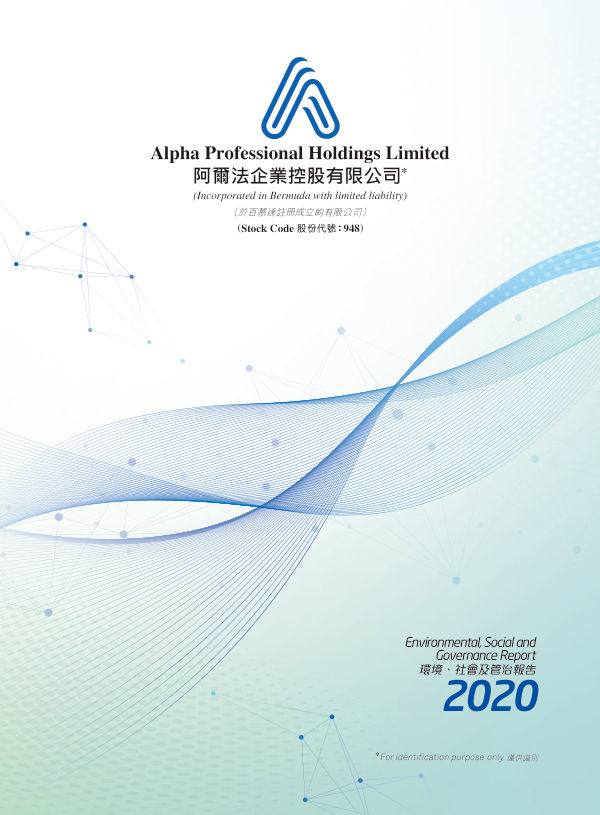 Alpha Professional Holdings Limited
阿爾法企業控股有限公司*
(Incorporated in Bermuda with limited liability)
（於百慕達註冊成立的有限公司）
(Stock Code 股份代號：948)
Environmental, Social and
Governance Report
環境、社會及管治報告
2020
*For identification purpose only 僅供識別